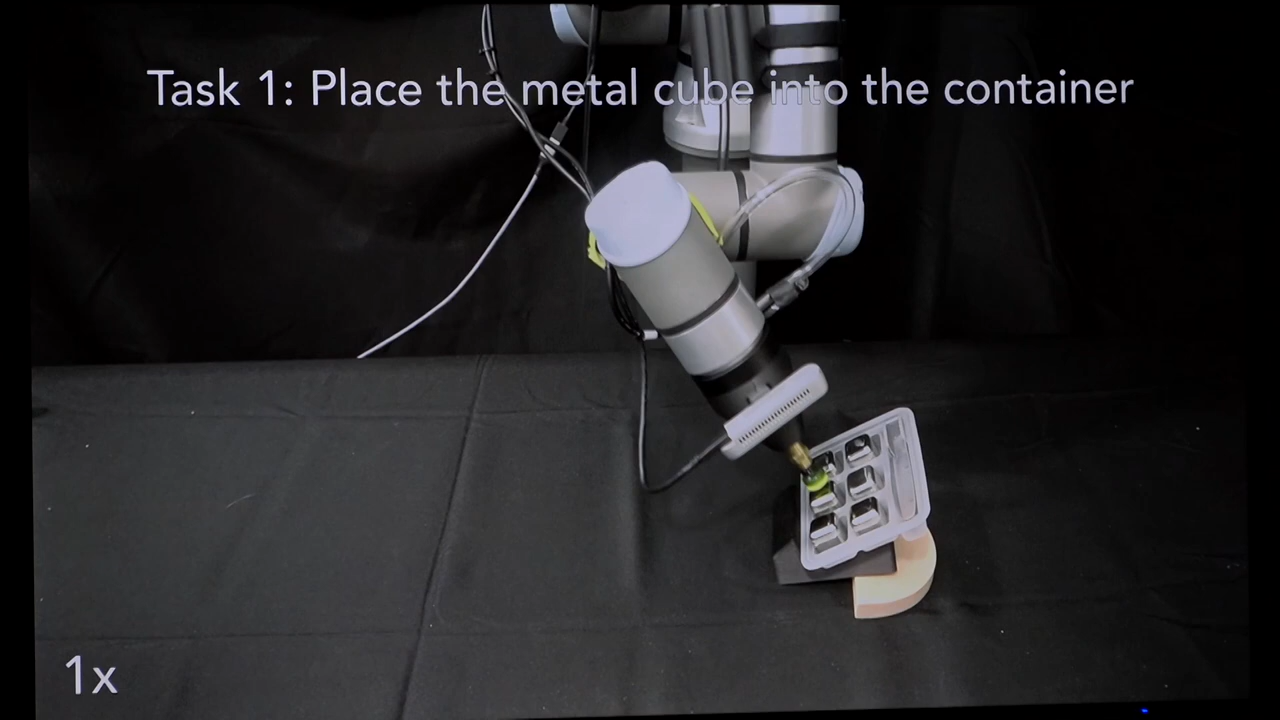 Task 1: Place the metal cube into the container
1x